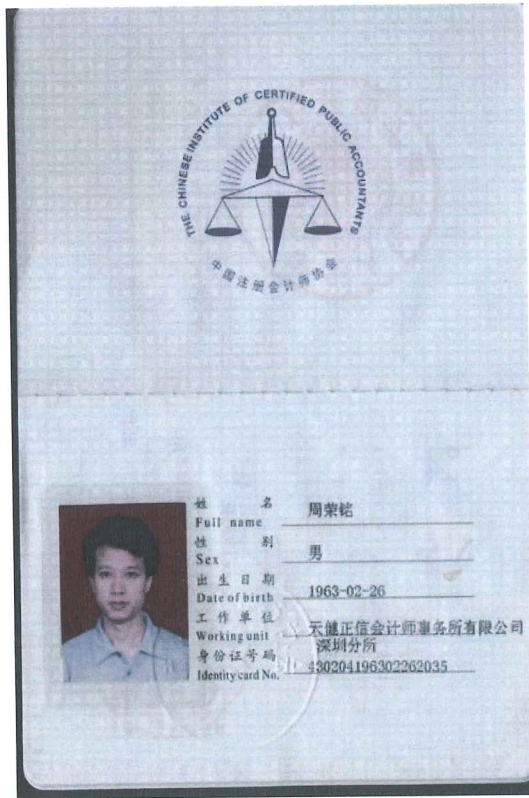 THE CHINESE INSTITUTE OF CERTIFIED PUBLIC ACCOUNTANTS
中国注册会计师协会
姓 名 周荣铭
Full name
性 别 男
Sex
出生日期 1963-02-26
Date of birth
工作单位 天健正信会计师事务所有限公司
Working unit 深圳分所
身份证号码 430204196302262035
Identity card No.